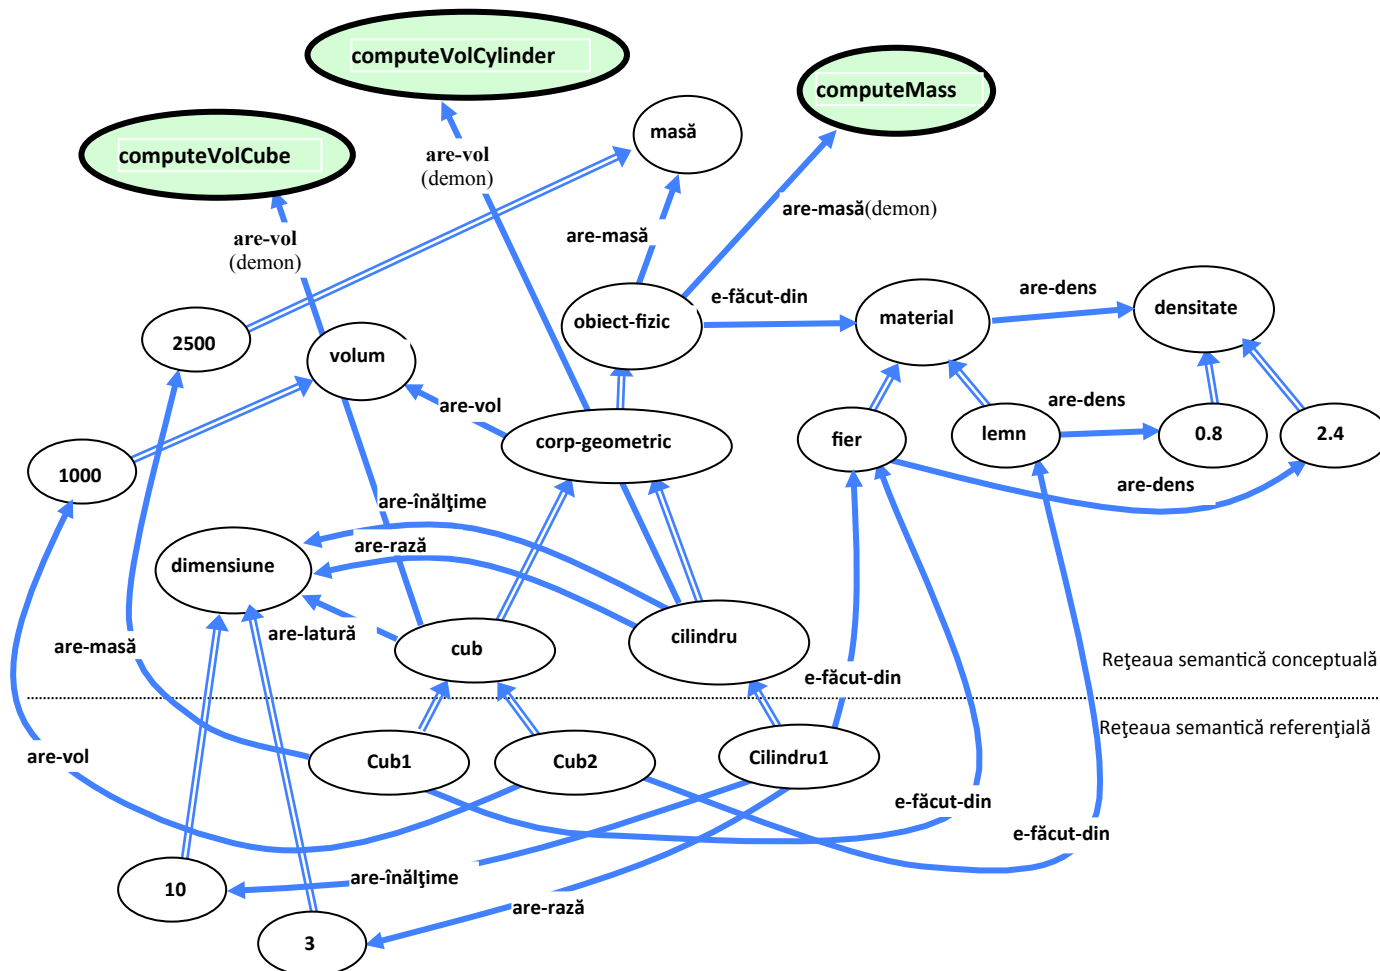 computeVolCylinder
computeMass
masă
computeVolCube
are-vol
(demon)
are-masă(demon)
are-vol
(demon)
are-masă
e-făcut-din
are-dens
obiect-fizic
material
densitate
2500
volum
are-vol
are-dens
corp-geometric
fier
lemn
0.8
2.4
1000
are-înălţime
are-dens
are-rază
dimensiune
are-latură
cub
cilindru
are-masă
e-făcut-din
Reţeaua semantică conceptuală
Reţeaua semantică referenţială
are-vol
Cub1
Cub2
Cilindru1
e-făcut-din
e-făcut-din
10
are-înălţime
are-rază
3